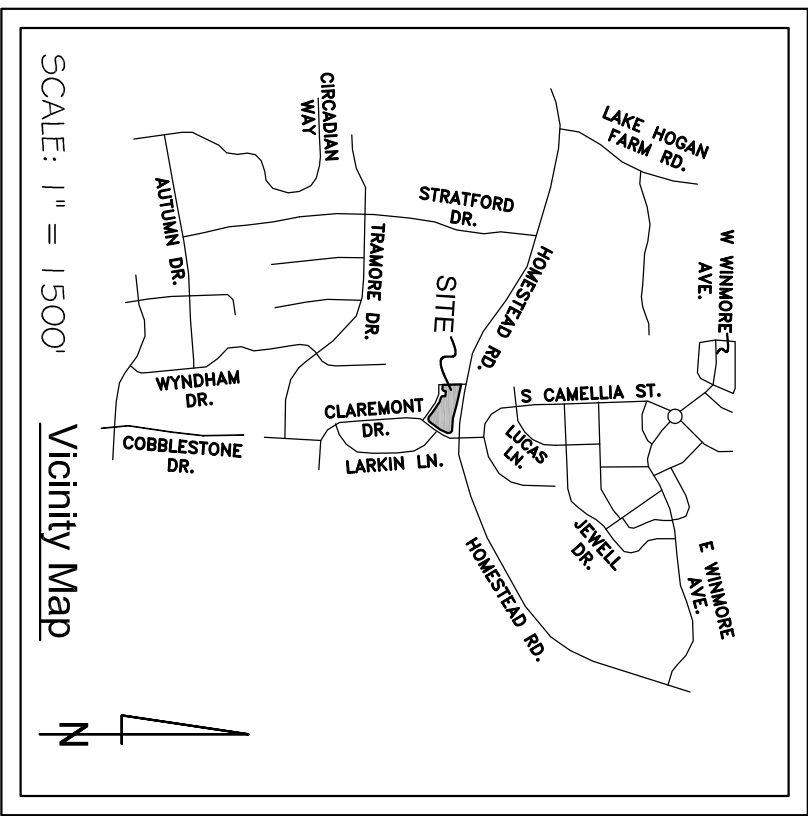 LAKE HOGAN
FARM RD.
W WINMORE
AVE.
CIRCADIAN
WAY
STRATFORD
DR.
AUTUMN DR.
TRAMORE DR.
HOMESTEAD RD.
SITE
S CAMELLIA ST.
WYNDHAM
DR.
CLAREMONT
DR.
LUCAS
LN.
COBBLESTONE
DR.
LARKIN LN.
JEWELL
DR.
E WINMORE
AVE.
HOMESTEAD RD.
SCALE: 1" = 1500'
Vicinity Map
N